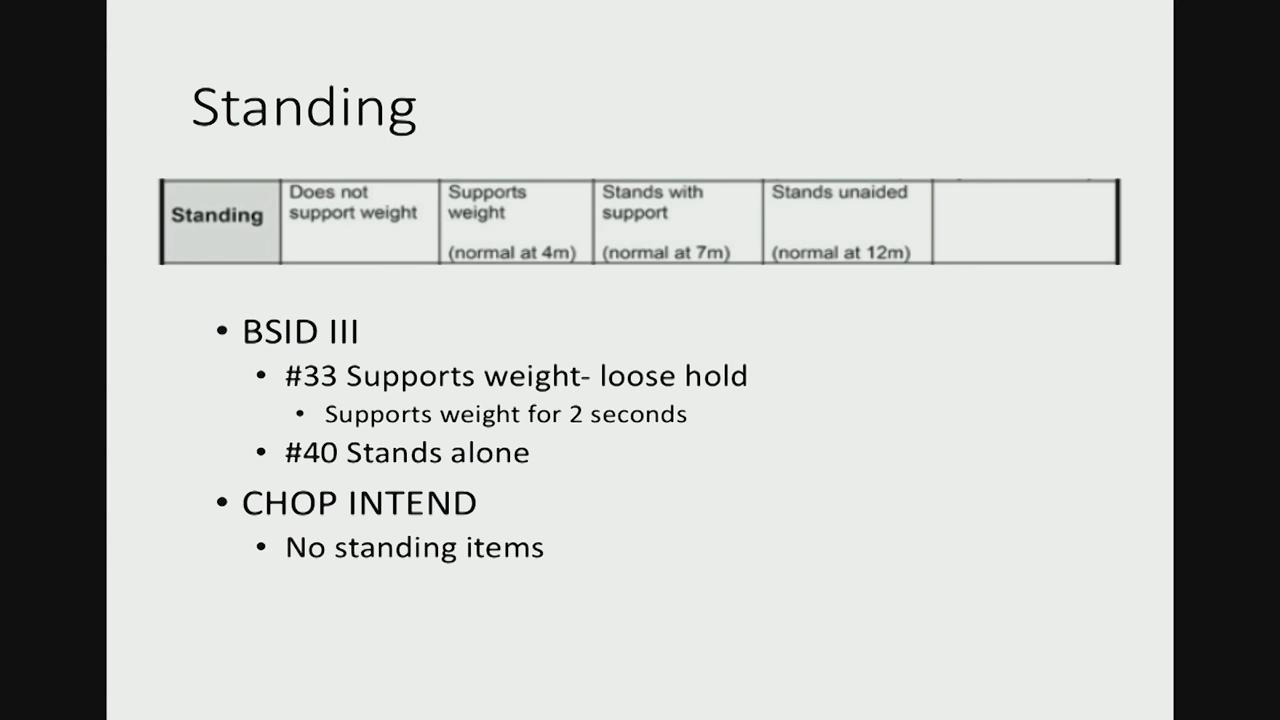 Standing
Standing
Does not
support weight
Supports
weight
(normal at 4m)
Stands with
support
(normal at 7m)
Stands unaided
(normal at 12m)
• BSID III
• #33 Supports weight- loose hold
• Supports weight for 2 seconds
• #40 Stands alone
• CHOP INTEND
• No standing items